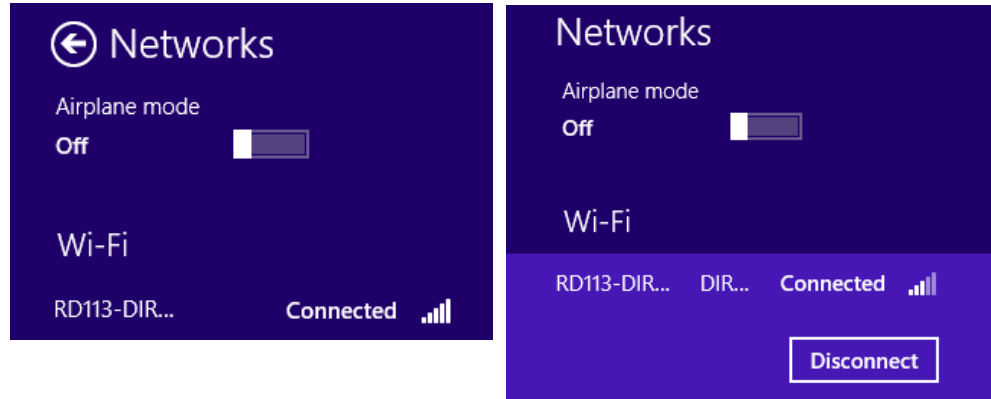 Networks
Airplane mode
Off
Wi-Fi
RD113-DIR... Connected
Networks
Airplane mode
Off
Wi-Fi
RD113-DIR... DIR... Connected
Disconnect